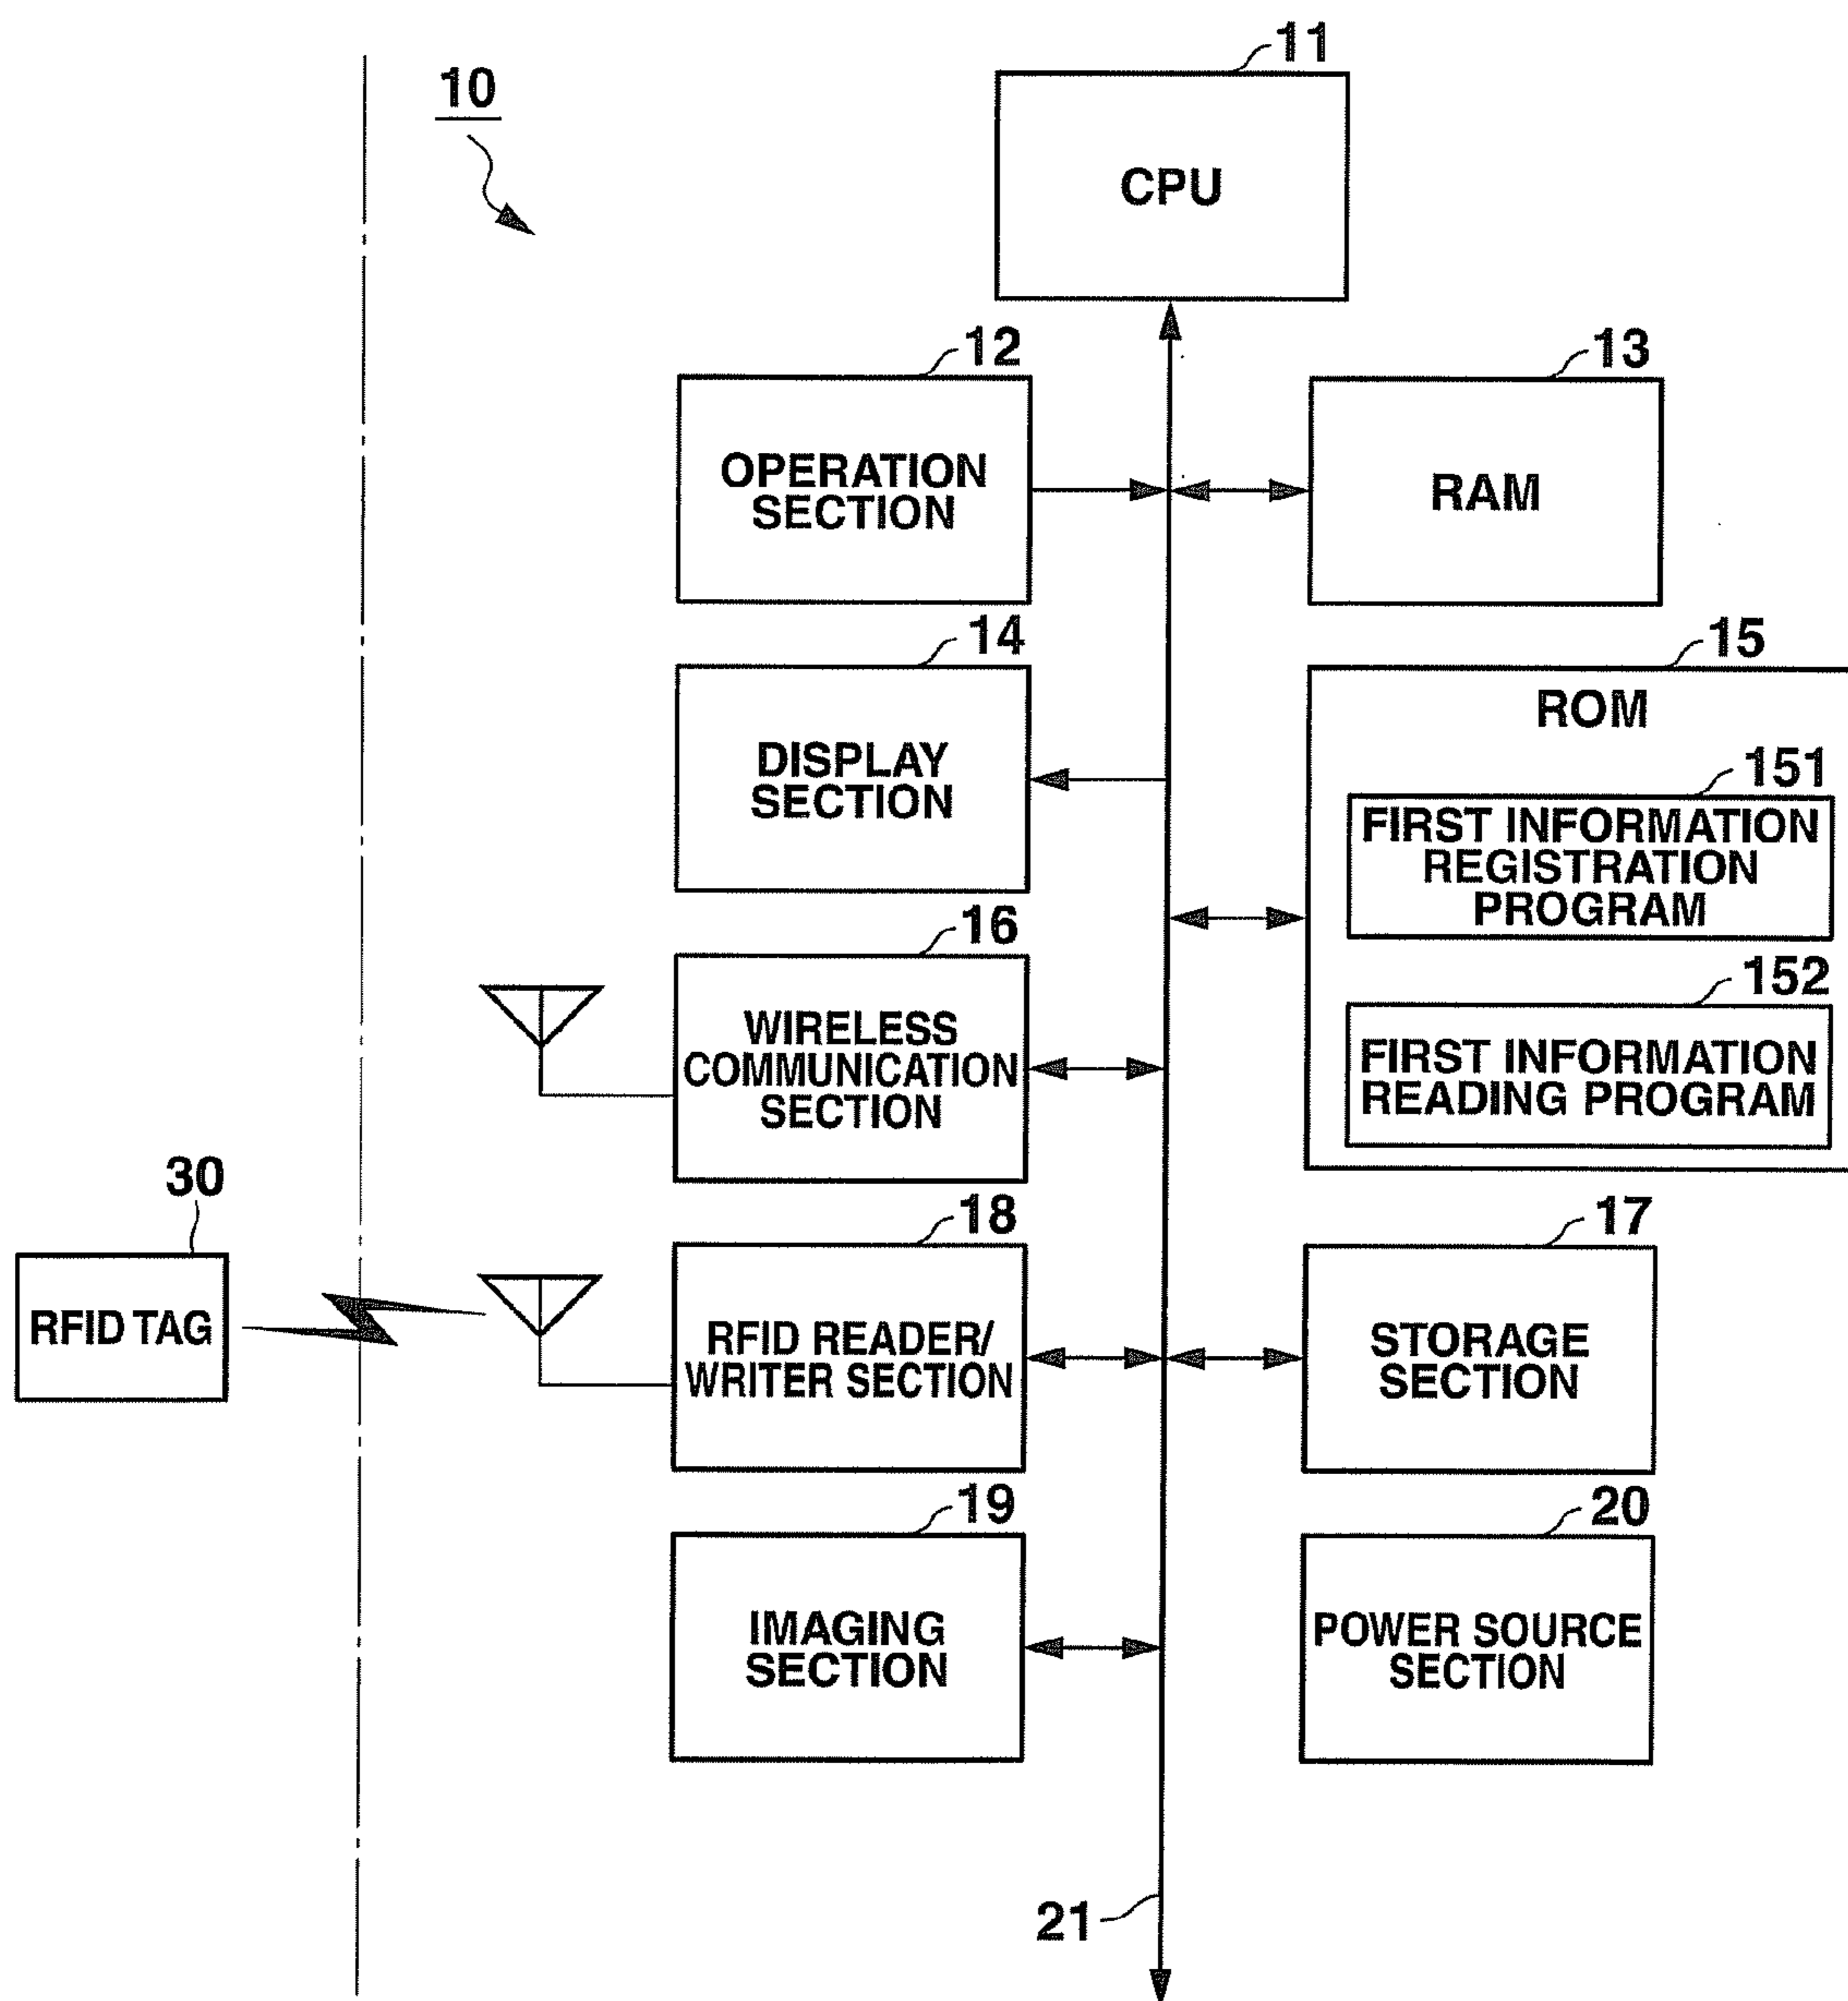 10
11
CPU
12
OPERATION
SECTION
13
RAM
14
DISPLAY
SECTION
15
ROM
151
FIRST INFORMATION
REGISTRATION
PROGRAM
152
FIRST INFORMATION
READING PROGRAM
16
WIRELESS
COMMUNICATION
SECTION
30
RFID TAG
18
RFID READER/
WRITER SECTION
17
STORAGE
SECTION
19
IMAGING
SECTION
20
POWER SOURCE
SECTION
21